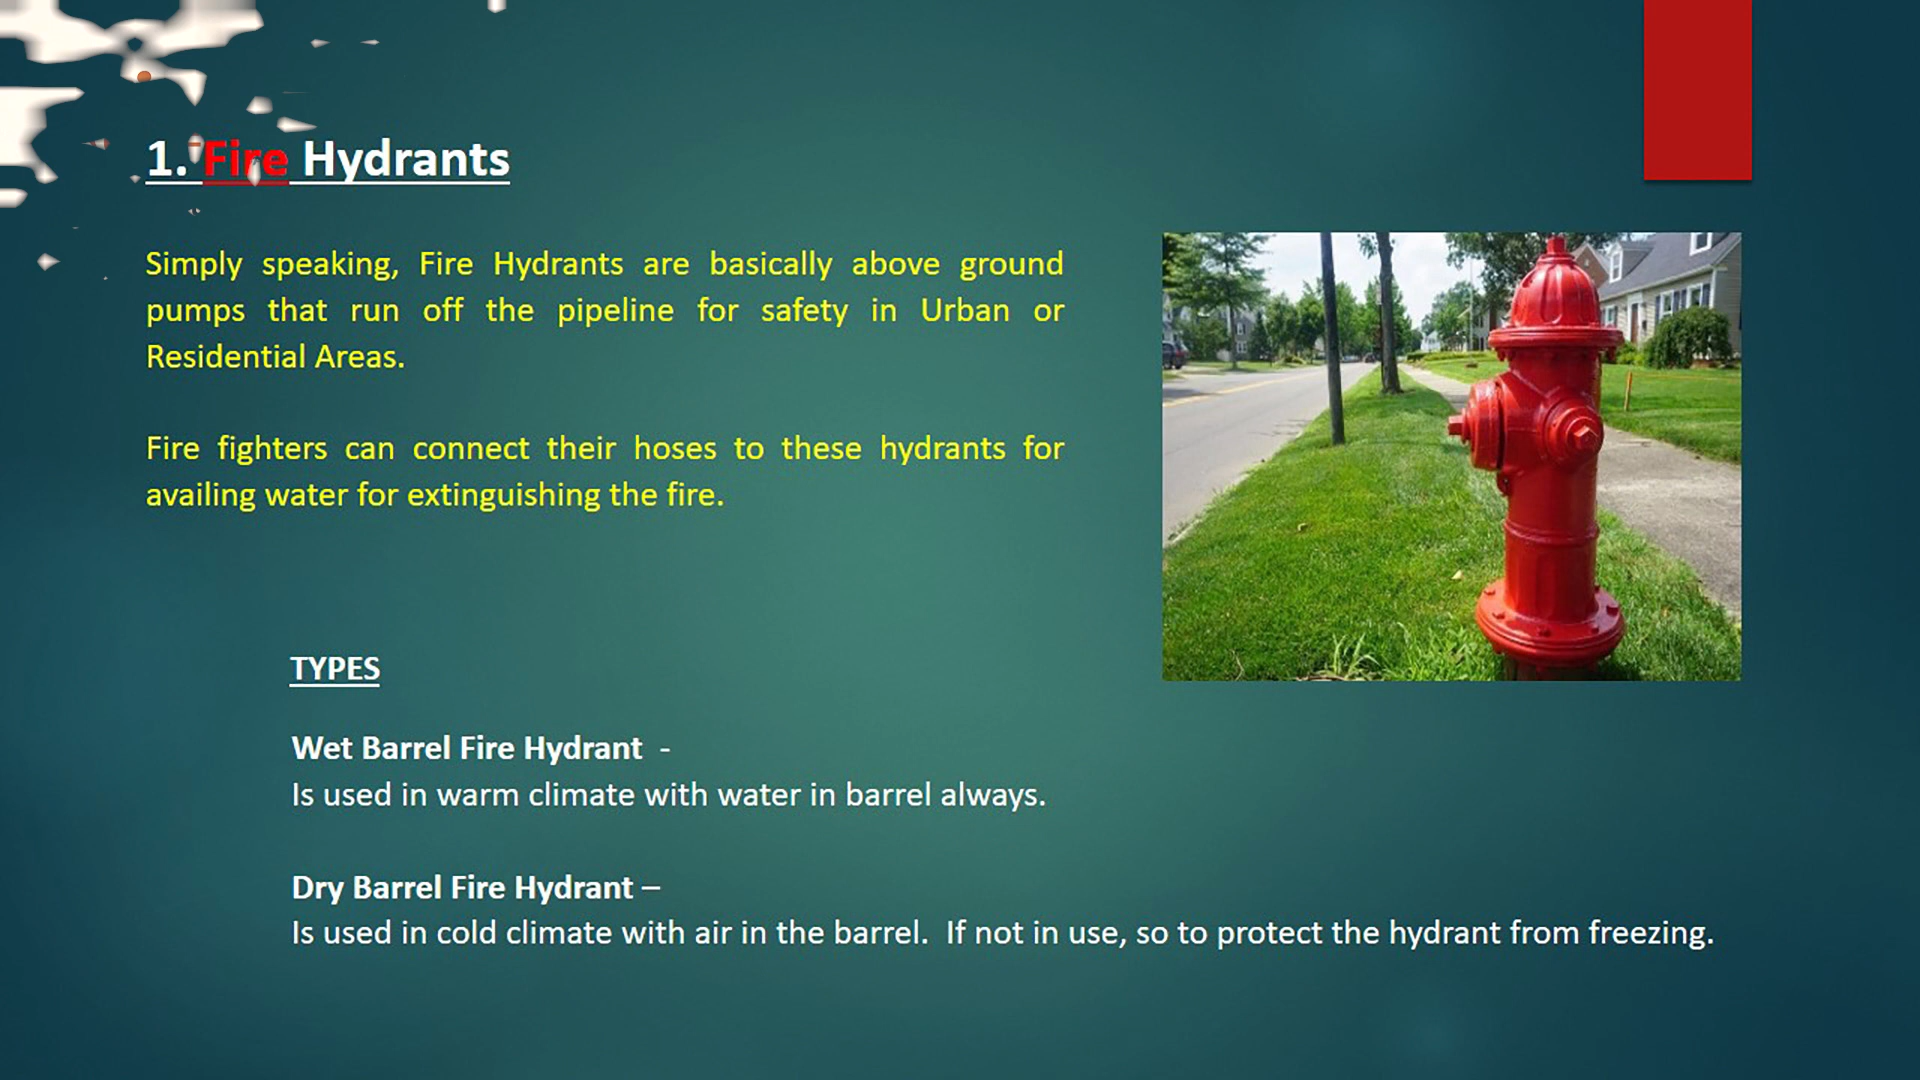 1. Fire Hydrants
Simply speaking, Fire Hydrants are basically above ground
pumps that run off the pipeline for safety in Urban or
Residential Areas.
Fire fighters can connect their hoses to these hydrants for
availing water for extinguishing the fire.
TYPES
Wet Barrel Fire Hydrant -
Is used in warm climate with water in barrel always.
Dry Barrel Fire Hydrant –
Is used in cold climate with air in the barrel. If not in use, so to protect the hydrant from freezing.